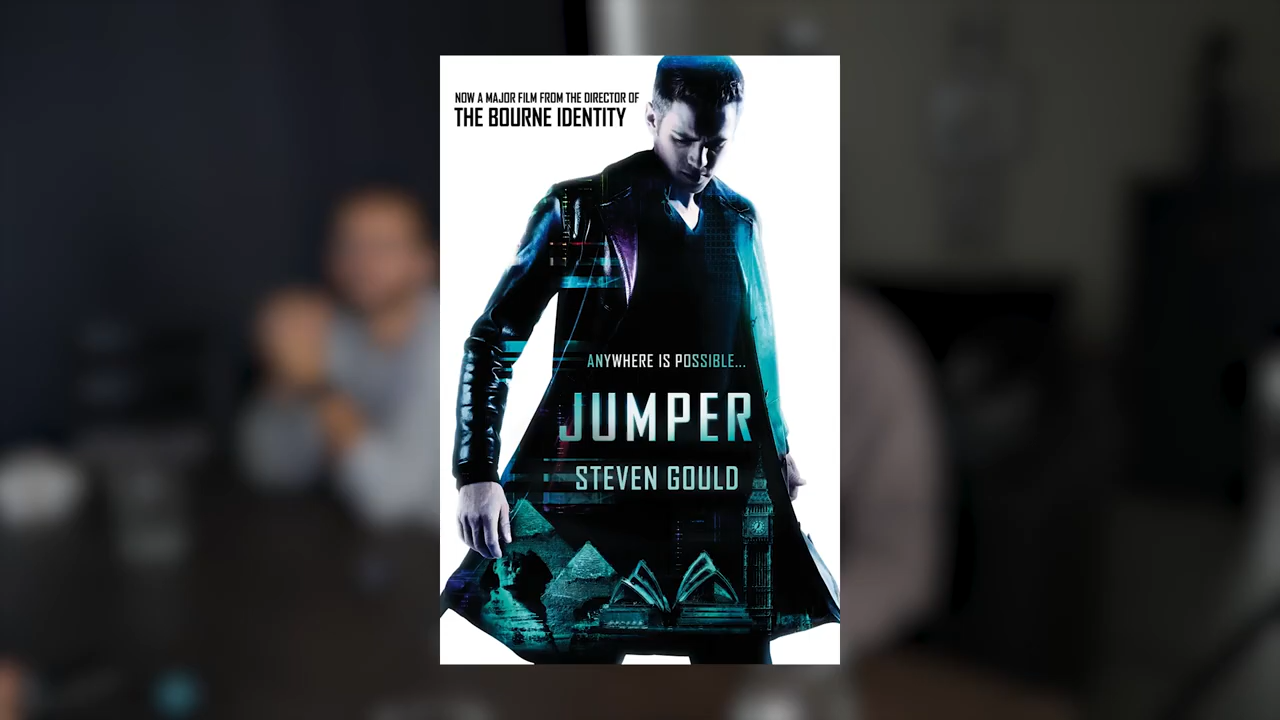 NOW A MAJOR FILM FROM THE DIRECTOR OF
THE BOURNE IDENTITY
ANYWHERE IS POSSIBLE...
JUMPER
STEVEN GOULD